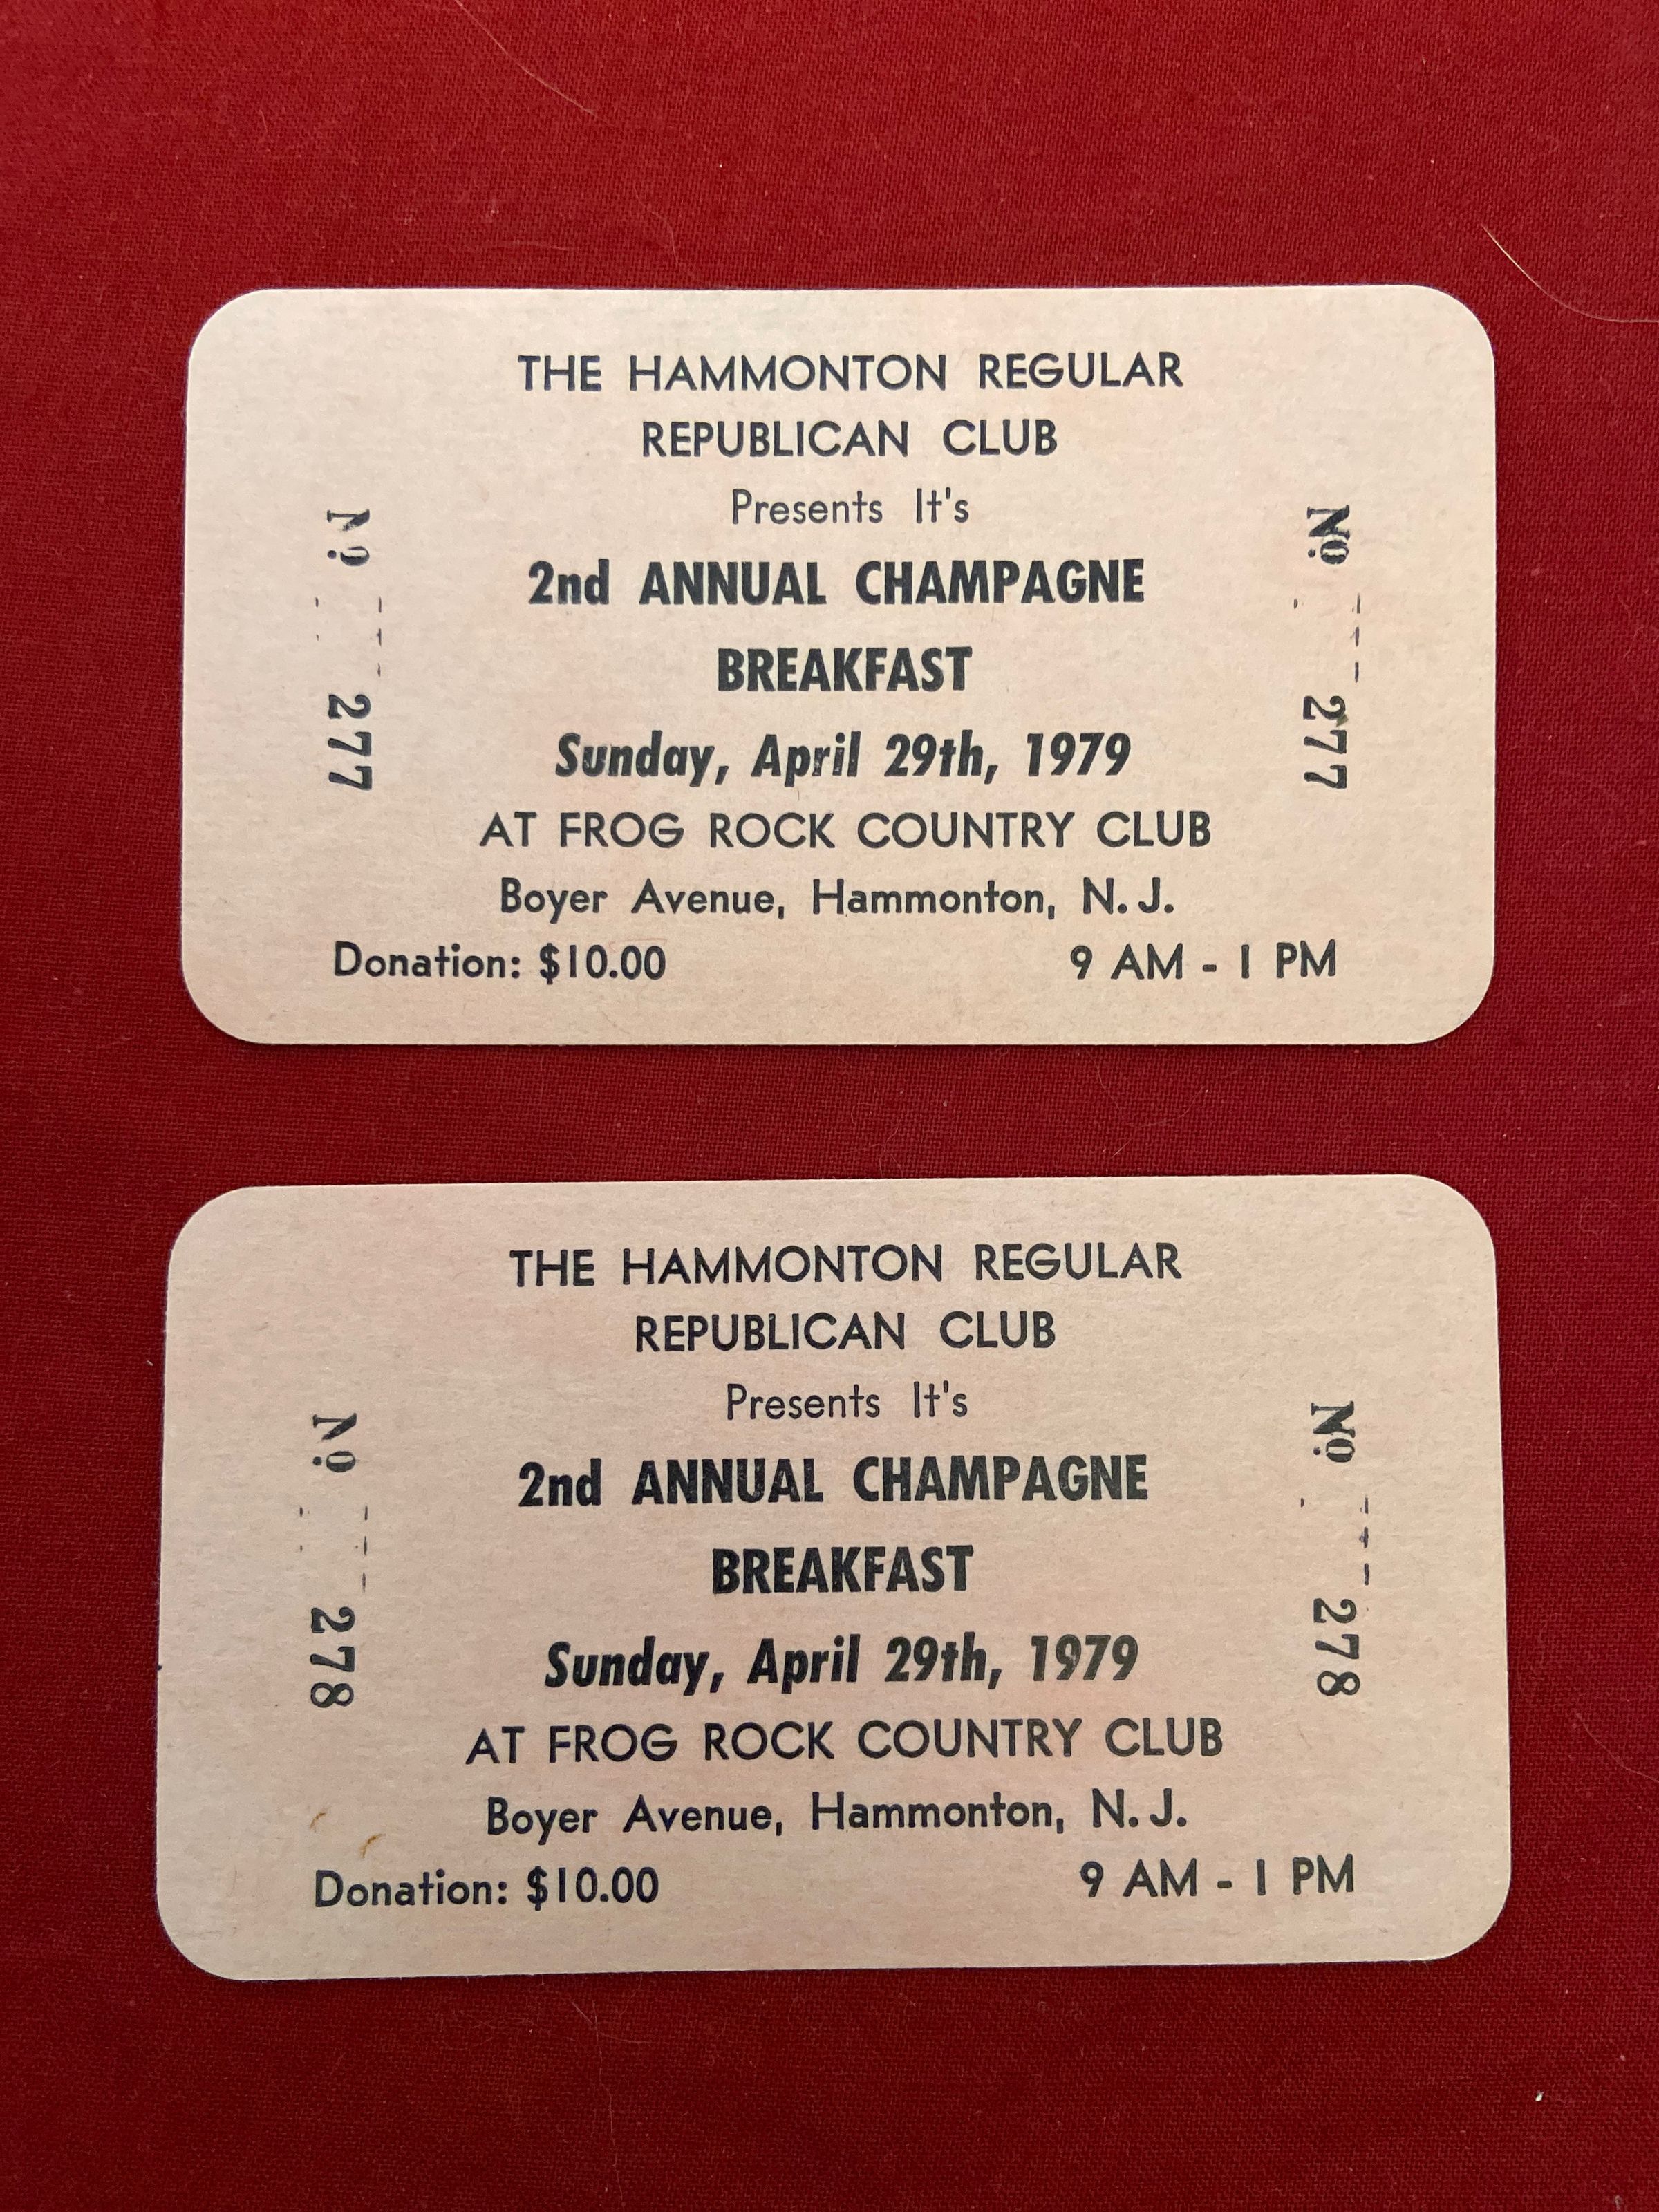 THE HAMMONTON REGULAR
REPUBLICAN CLUB
Presents It's
2nd ANNUAL CHAMPAGNE
BREAKFAST
Sunday, April 29th, 1979
AT FROG ROCK COUNTRY CLUB
Boyer Avenue, Hammonton, N. J.
Donation: $10.00 9 AM - 1 PM
No 277
No 277
THE HAMMONTON REGULAR
REPUBLICAN CLUB
Presents It's
2nd ANNUAL CHAMPAGNE
BREAKFAST
Sunday, April 29th, 1979
AT FROG ROCK COUNTRY CLUB
Boyer Avenue, Hammonton, N. J.
Donation: $10.00 9 AM - 1 PM
No 278
No 278